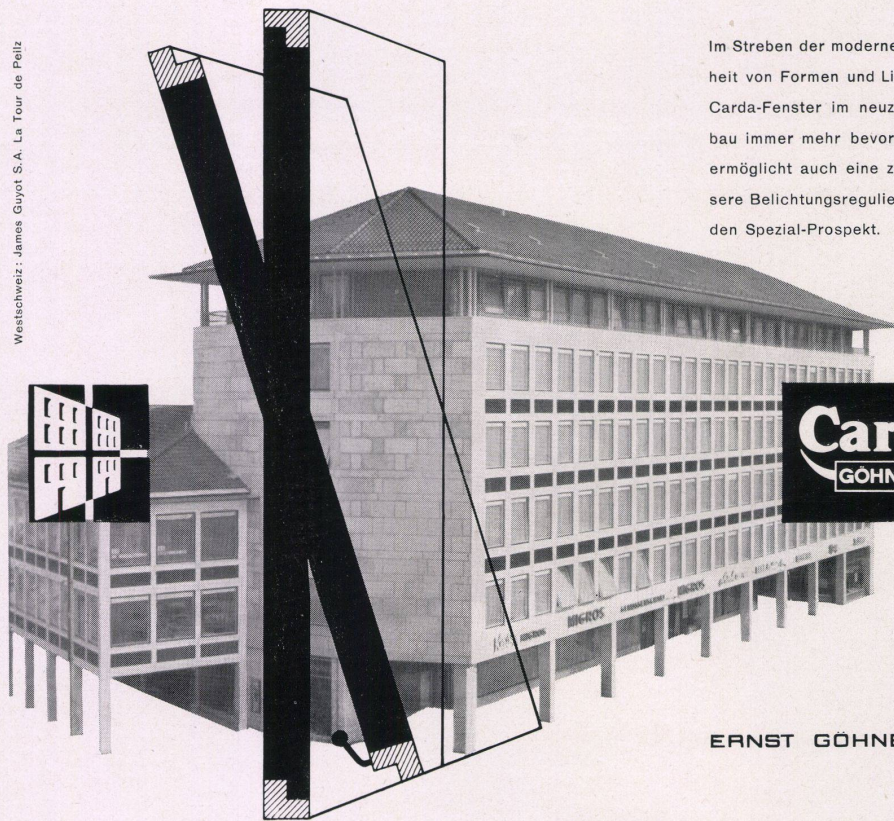 Westschweiz: James Guyot S.A. La Tour de Peilz
Im Streben der moderne
heit von Formen und Li
Carda-Fenster im neuz
bau immer mehr bevor
ermöglicht auch eine z
sere Belichtungsregulie
den Spezial-Prospekt.
Car
GÖHN
MIGROS
MIGROS
MIGROS
ERNST GÖHNE